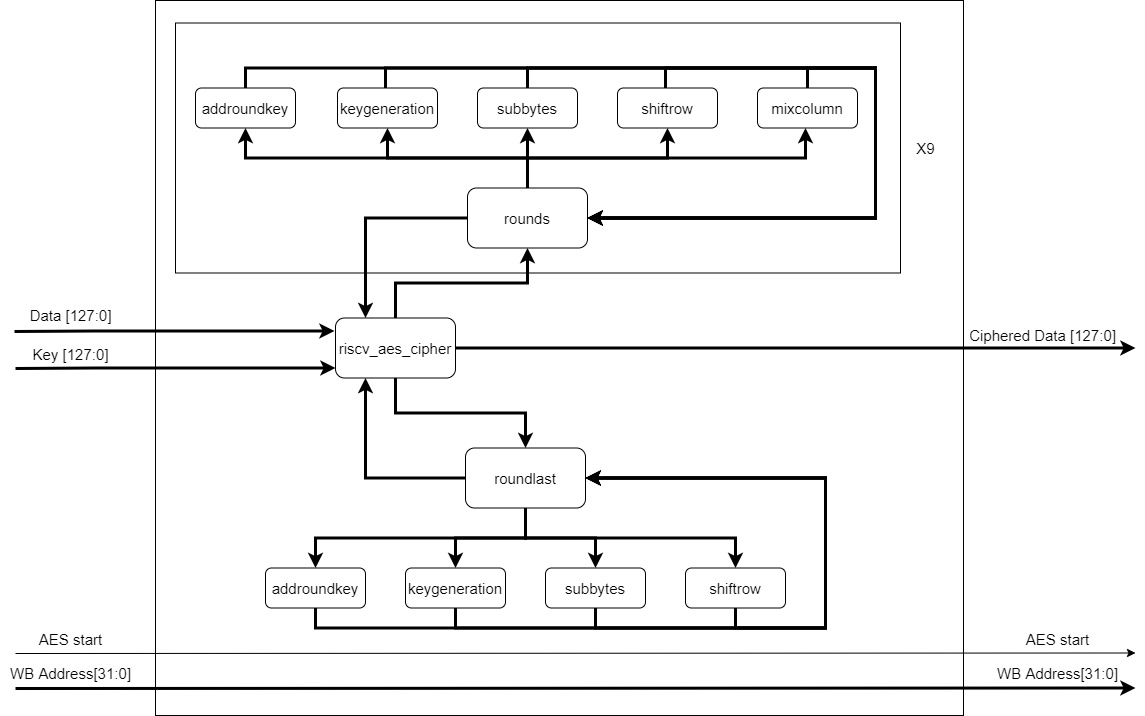 addroundkey
keygeneration
subbytes
shiftrow
mixcolumn
X9
rounds
Data [127:0]
Key [127:0]
riscv_aes_cipher
Ciphered Data [127:0]
roundlast
addroundkey
keygeneration
subbytes
shiftrow
AES start
AES start
WB Address[31:0]
WB Address[31:0]